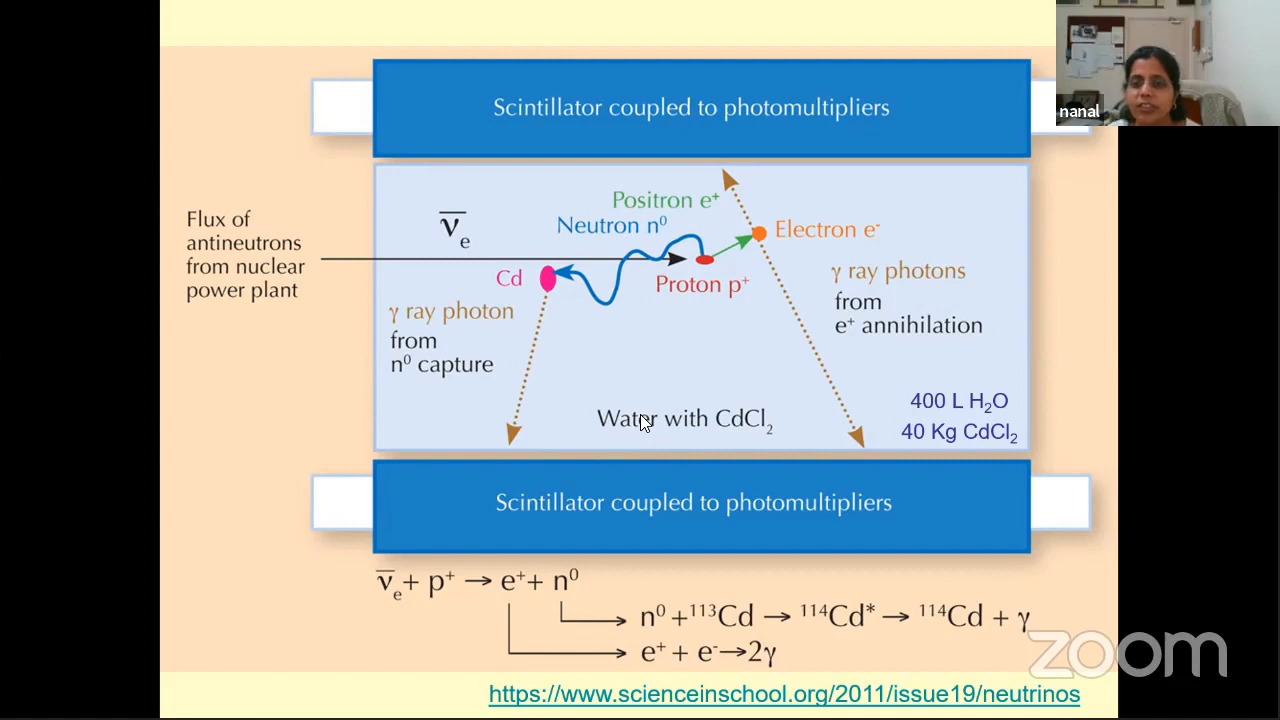 nanal
Scintillator coupled to photomultipliers
Flux of
antineutrons
from nuclear
power plant
ν̅ₑ
Positron e⁺
Neutron n⁰
Electron e⁻
Cd
Proton p⁺
γ ray photons
from
e⁺ annihilation
γ ray photon
from
n⁰ capture
Water with CdCl₂
400 L H₂O
40 Kg CdCl₂
Scintillator coupled to photomultipliers
ν̅ₑ + p⁺ → e⁺ + n⁰
n⁰ + ¹¹³Cd → ¹¹⁴Cd* → ¹¹⁴Cd + γ
e⁺ + e⁻ → 2γ
zoom
https://www.scienceinschool.org/2011/issue19/neutrinos